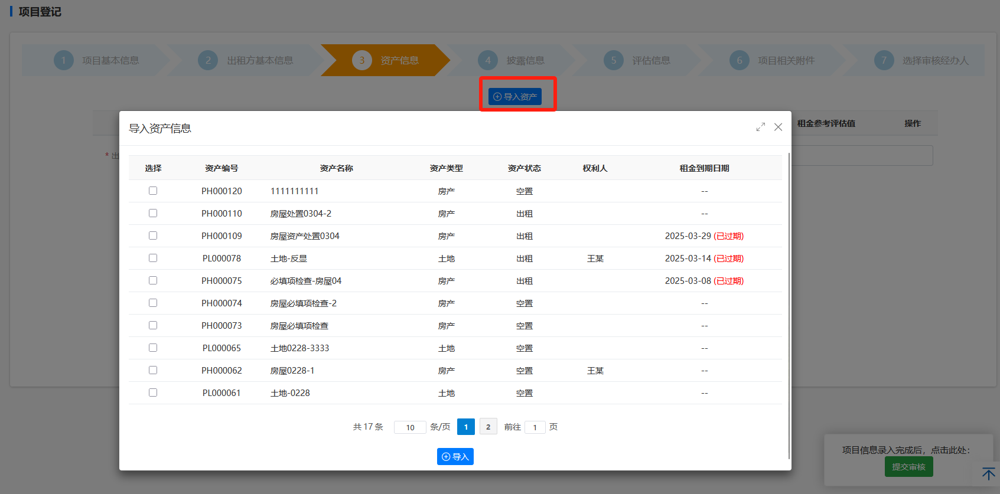 项目登记
1 项目基本信息 2 出租方基本信息 3 资产信息 4 披露信息 5 评估信息 6 项目相关附件 7 选择审核经办人
导入资产
租金参考评估值 操作
* 出
导入资产信息
选择 资产编号 资产名称 资产类型 资产状态 权利人 租金到期日期
PH000120 1111111111 房产 空置 --
PH000110 房屋处置0304-2 房产 出租 --
PH000109 房屋资产处置0304 房产 出租 2025-03-29 (已过期)
PL000078 土地-反显 土地 出租 王某 2025-03-14 (已过期)
PH000075 必填项检查-房屋04 房产 出租 2025-03-08 (已过期)
PH000074 房屋必填项检查-2 房产 空置 --
PH000073 房屋必填项检查 房产 空置 --
PL000065 土地0228-3333 土地 空置 --
PH000062 房屋0228-1 房产 空置 王某 --
PL000061 土地-0228 土地 空置 --
共 17 条 10 条/页 1 2 前往 1 页
导入
项目信息录入完成后，点击此处：
提交审核